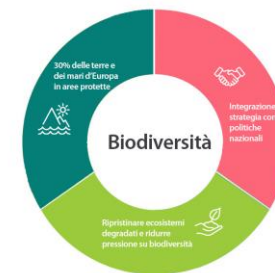 30% delle terre e
dei mari d'Europa
in aree protette
Integrazione
strategia con
politiche
nazionali
Biodiversità
Ripristinare ecosistemi
degradati e ridurre
pressione su biodiversità